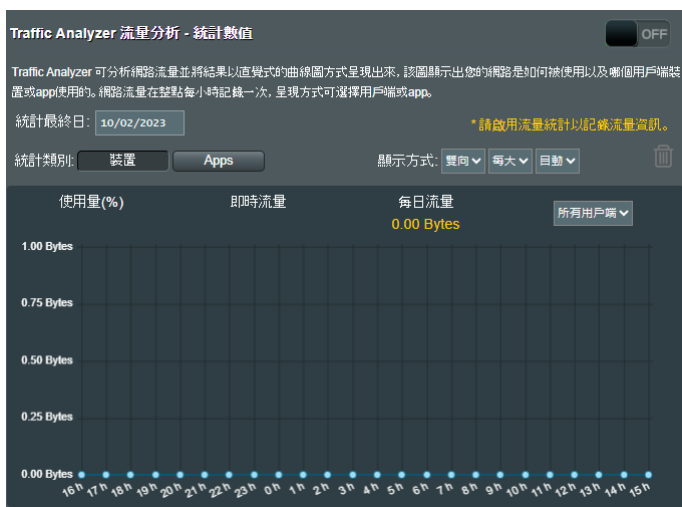 Traffic Analyzer 流量分析 - 統計數值
OFF
Traffic Analyzer 可分析網路流量並將結果以直覺式的曲線圖方式呈現出來, 該圖顯示出您的網路是如何被使用以及哪個用戶端裝
置或app使用的。網路流量在整點每小時記錄一次, 呈現方式可選擇用戶端或app。
統計最終日: 10/02/2023
*請啟用流量統計以記錄流量資訊。
統計類別: 裝置 Apps
顯示方式: 雙向 每天 自動
使用量(%) 即時流量 每日流量
0.00 Bytes
所有用戶端
1.00 Bytes
0.75 Bytes
0.50 Bytes
0.25 Bytes
0.00 Bytes
16 h 17 h 18 h 19 h 20 h 21 h 22 h 23 h 0 h 1 h 2 h 3 h 4 h 5 h 6 h 7 h 8 h 9 h 10 h 11 h 12 h 13 h 14 h 15 h